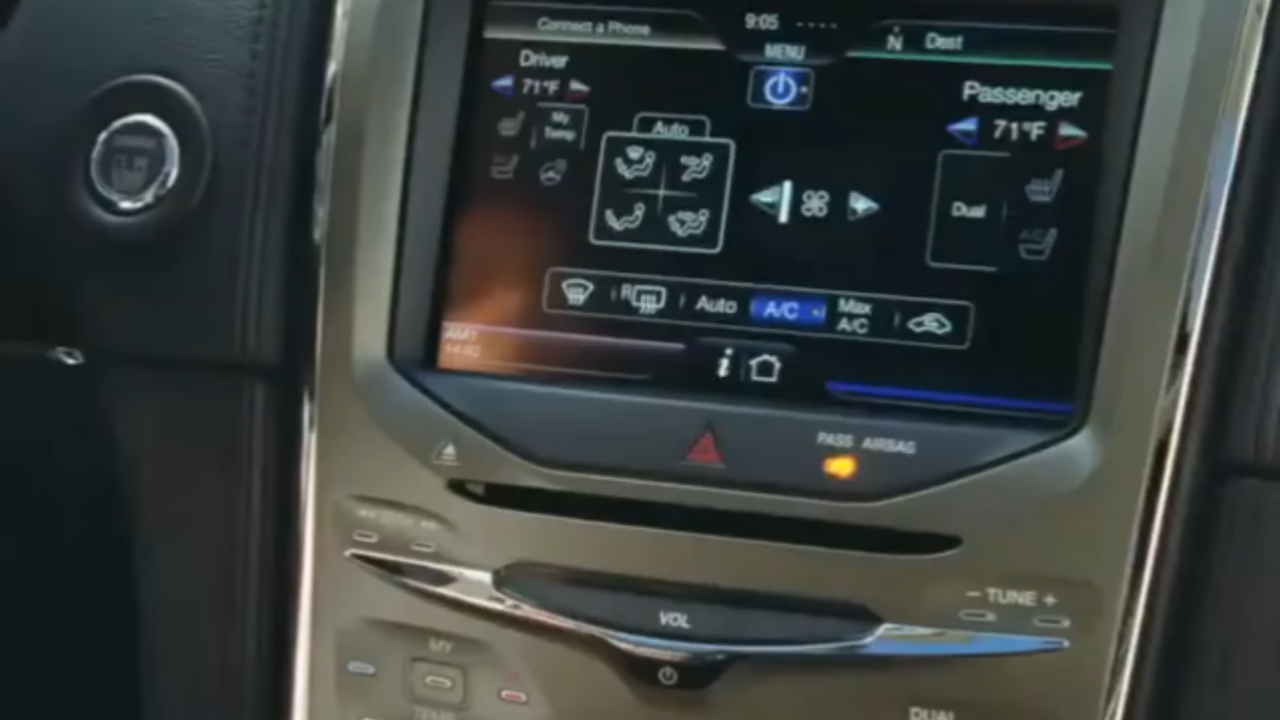 Connect a Phone
9:05
N Dest
MENU
Driver
71°F
My
Temp
Auto
Passenger
71°F
Dual
A/C
R
Auto A/C Max
A/C
AM1
i
PASS AIRBAG
VOL
- TUNE +
MY
DUAL